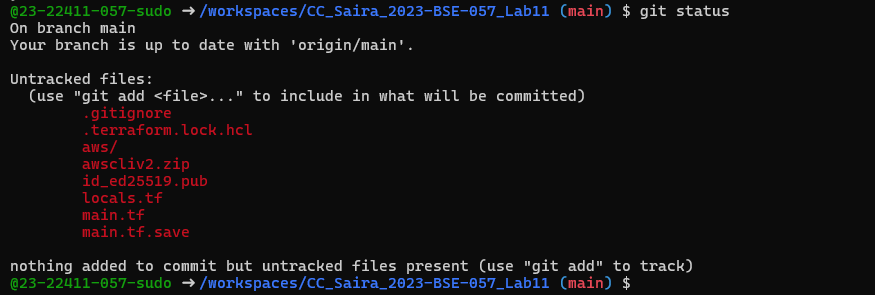 @23-22411-057-sudo ➜ /workspaces/CC_Saira_2023-BSE-057_Lab11 (main) $ git status
On branch main
Your branch is up to date with 'origin/main'.
Untracked files:
(use "git add <file>..." to include in what will be committed)
.gitignore
.terraform.lock.hcl
aws/
awscliv2.zip
id_ed25519.pub
locals.tf
main.tf
main.tf.save
nothing added to commit but untracked files present (use "git add" to track)
@23-22411-057-sudo ➜ /workspaces/CC_Saira_2023-BSE-057_Lab11 (main) $